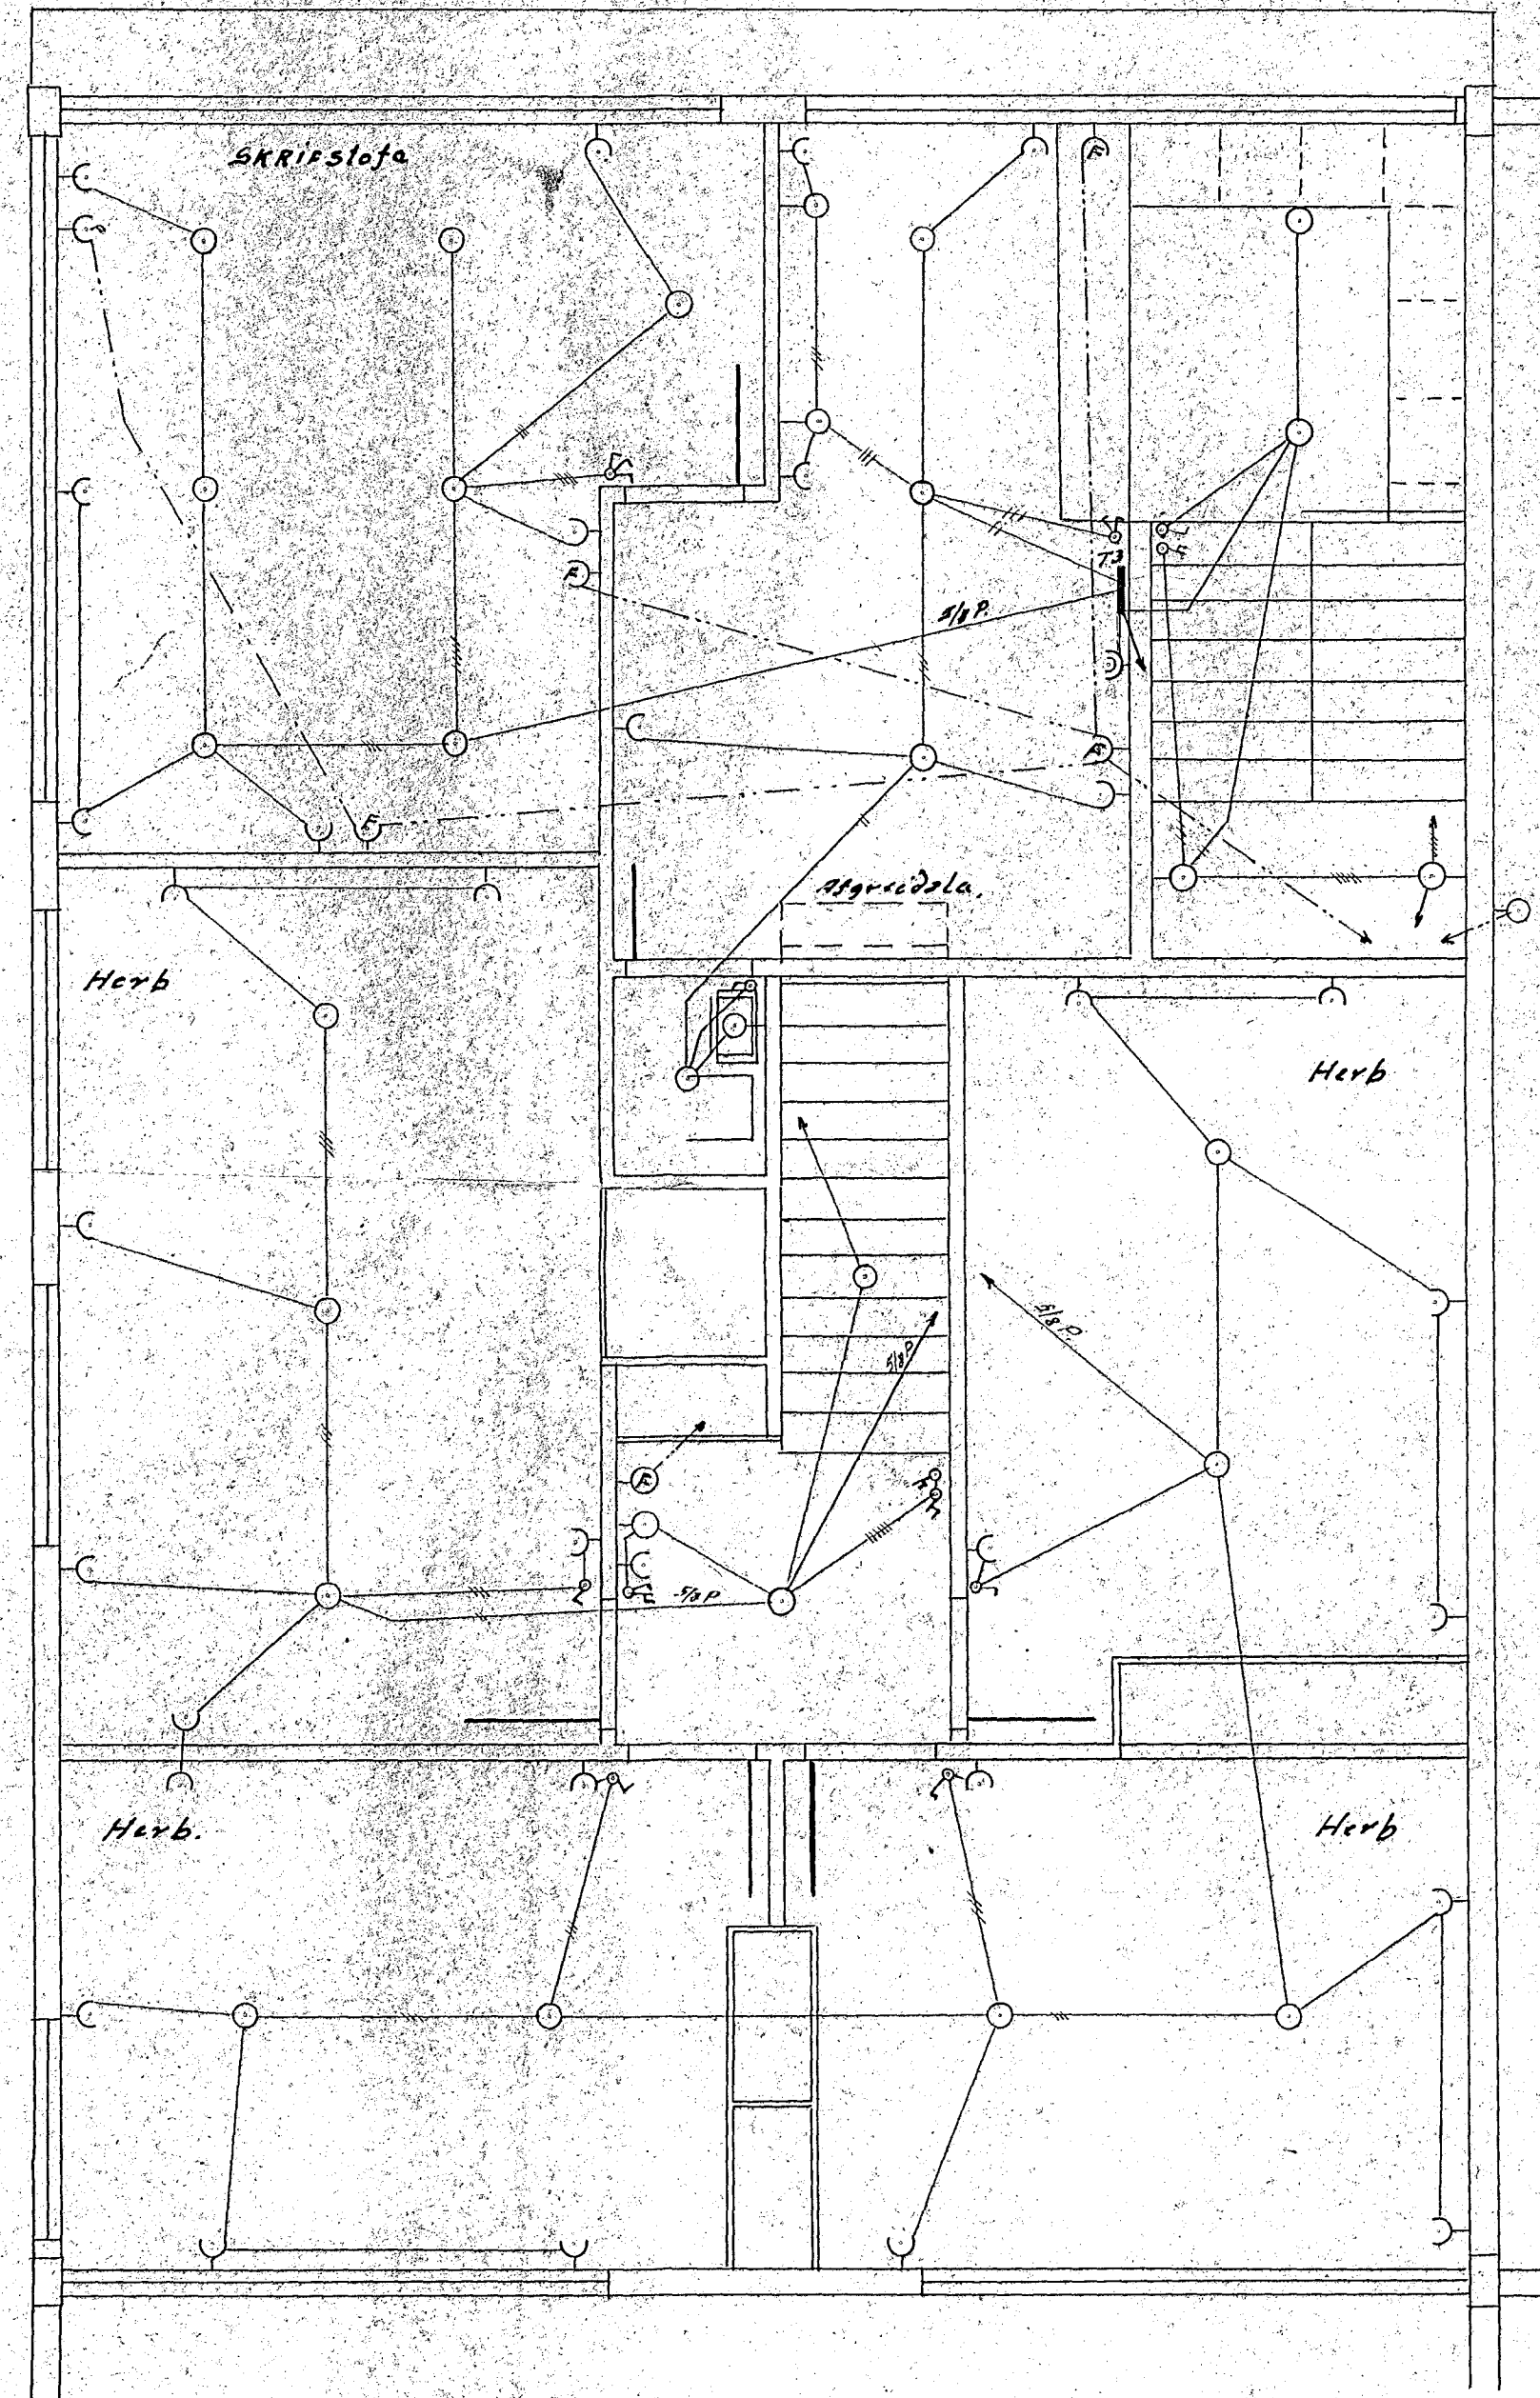 SKRIFSTofa
T3
5/8 P.
Afgreiðsla.
Herb
Herb
5/8 P.
5/8 P
5/8 P
Herb.
Herb